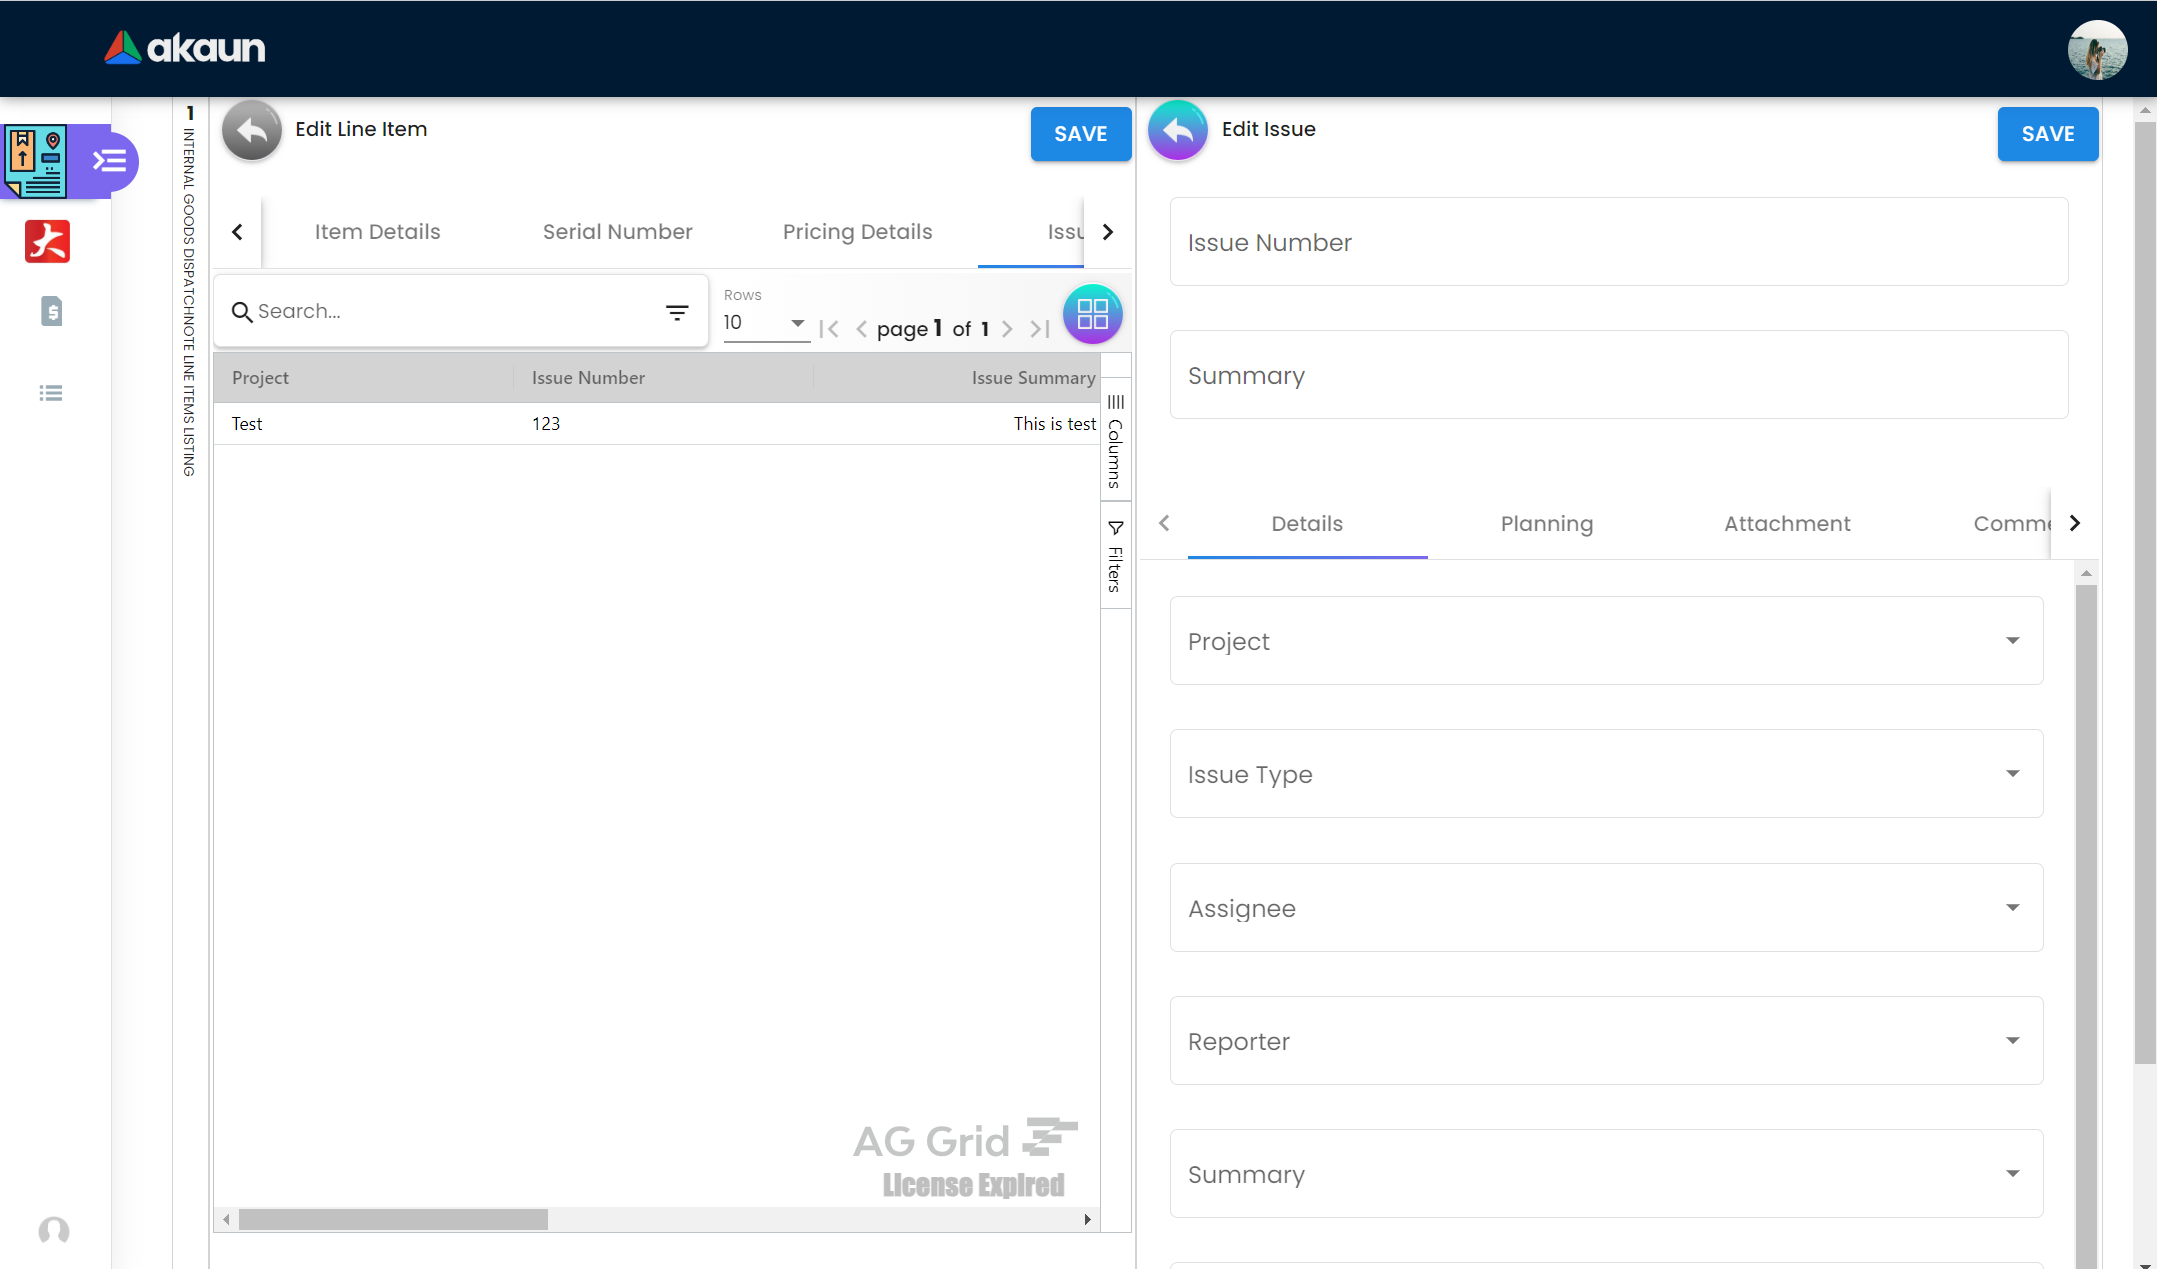 akaun
1
INTERNAL GOODS DISPATCHNOTE LINE ITEMS LISTING
Edit Line Item
SAVE
Item Details
Serial Number
Pricing Details
Issu
Search...
Rows
10
page 1 of 1
Project
Issue Number
Issue Summary
Test
123
This is test
Columns
Filters
AG Grid
License Expired
Edit Issue
SAVE
Issue Number
Summary
Details
Planning
Attachment
Comme
Project
Issue Type
Assignee
Reporter
Summary